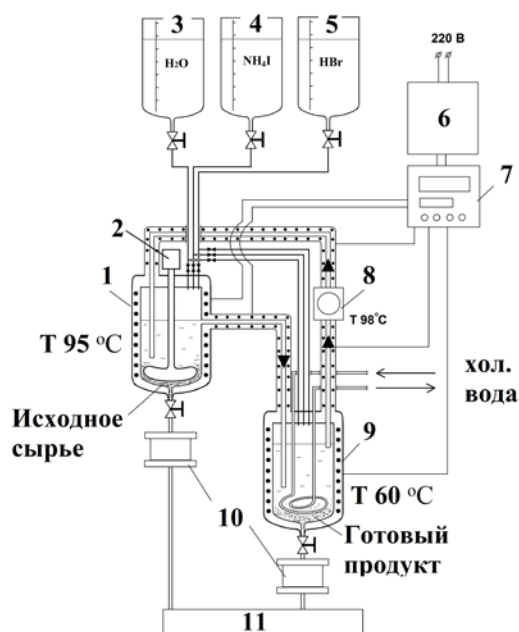 3
4
5
220 В
H2O
NH4I
HBr
6
7
2
1
8
T 98°C
T 95 °C
хол.
вода
Исходное
сырье
9
T 60 °C
10
Готовый
продукт
11